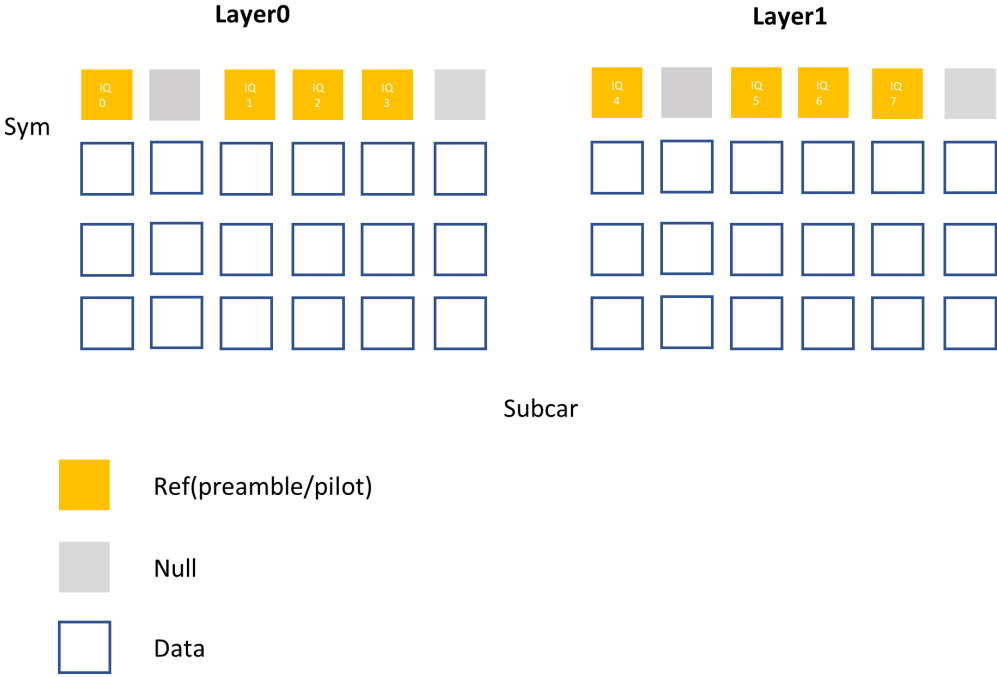 Layer0
Layer1
IQ
0
IQ
1
IQ
2
IQ
3
IQ
4
IQ
5
IQ
6
IQ
7
Sym
Subcar
Ref(preamble/pilot)
Null
Data